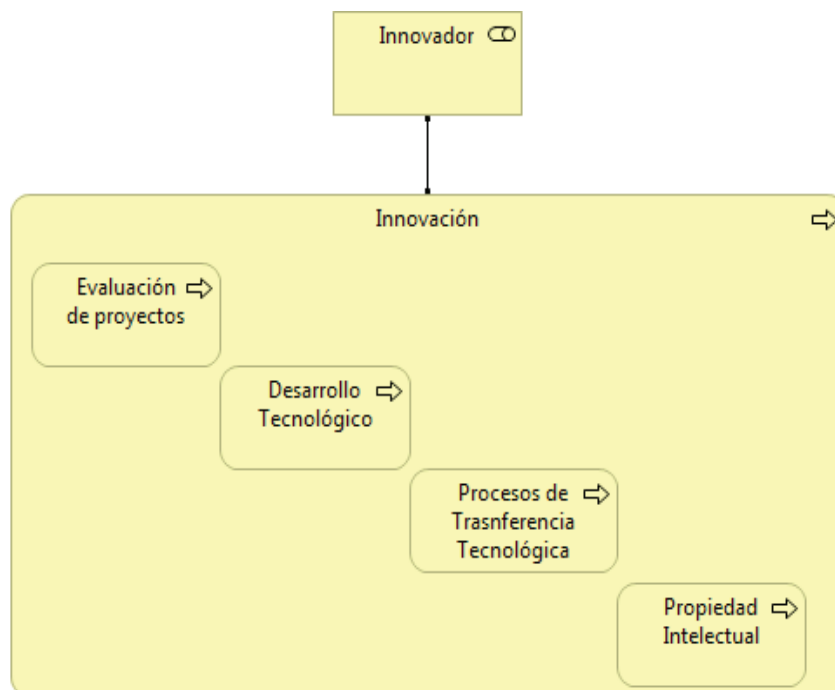 Innovador
Innovación
Evaluación
de proyectos
Desarrollo
Tecnológico
Procesos de
Trasnferencia
Tecnológica
Propiedad
Intelectual